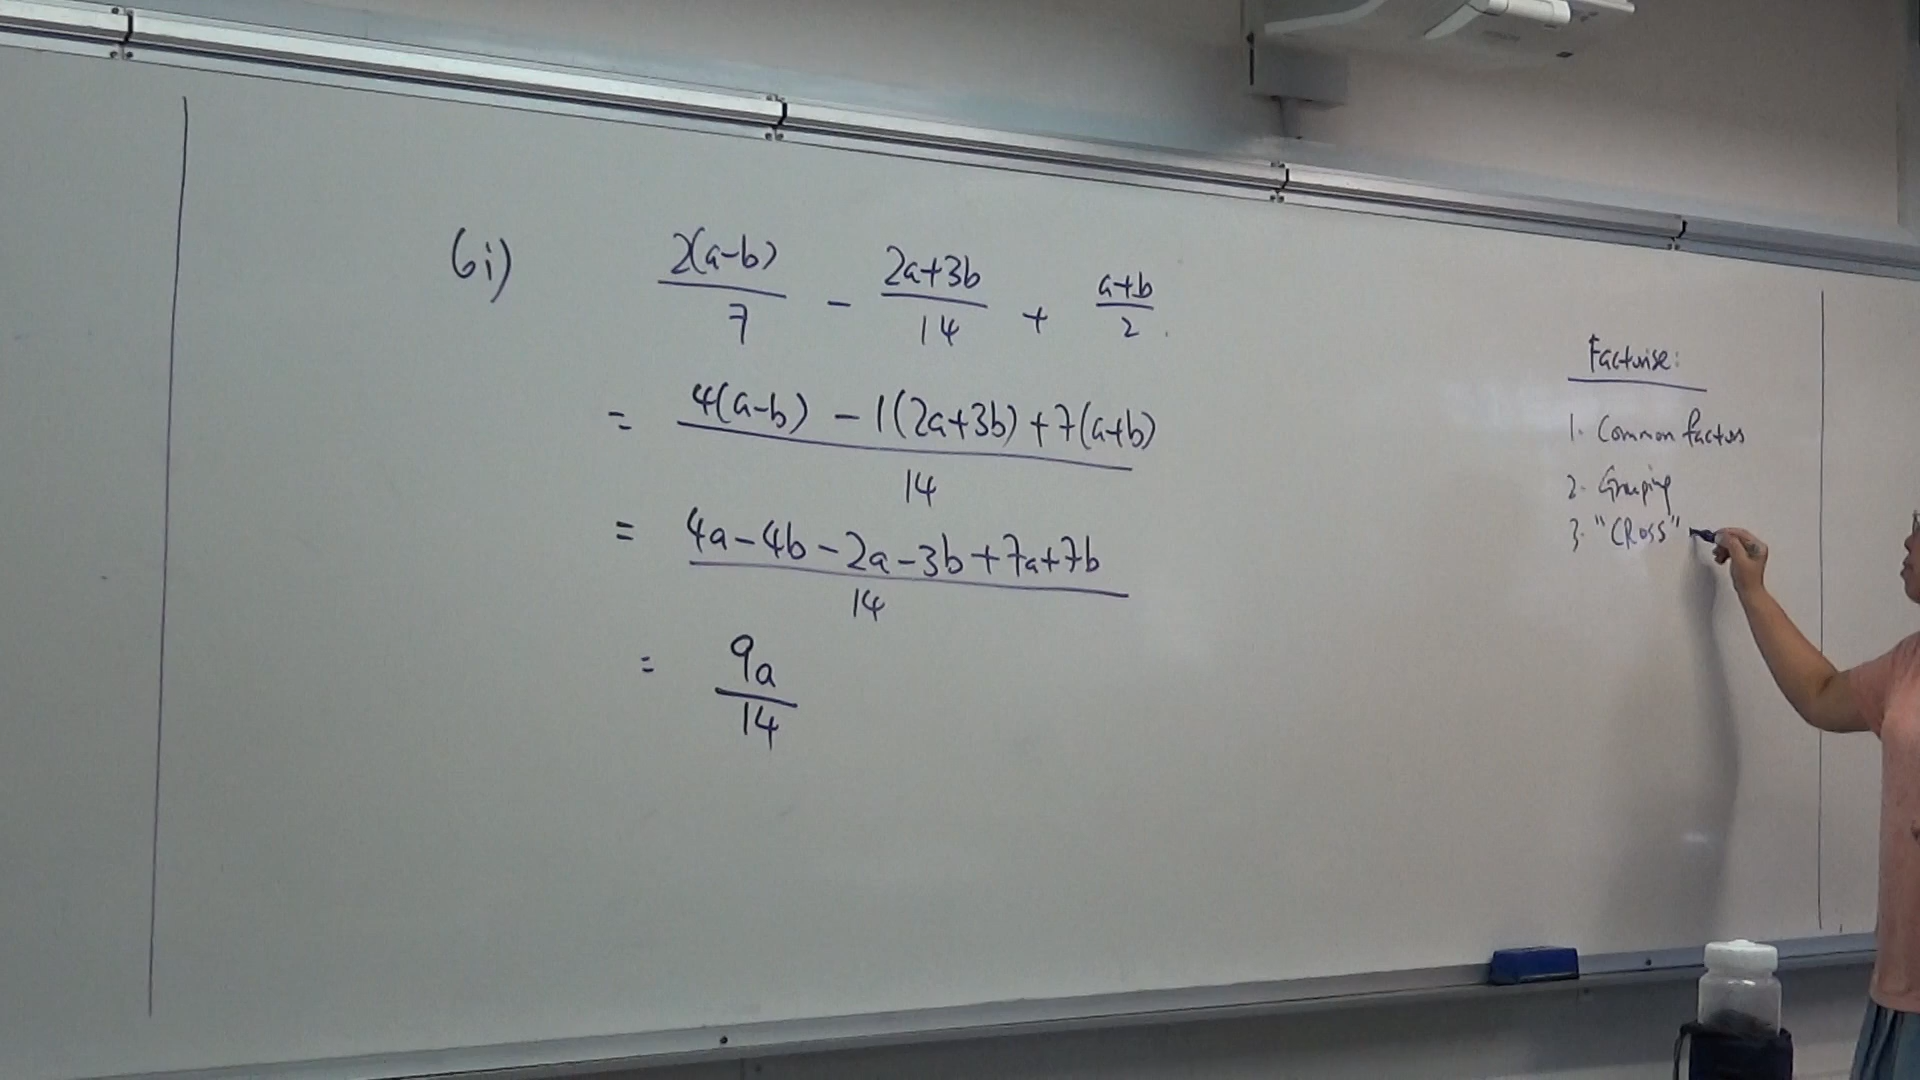 6i) 2(a-b)/7 - (2a+3b)/14 + (a+b)/2
= (4(a-b) - 1(2a+3b) + 7(a+b))/14
= (4a-4b-2a-3b+7a+7b)/14
= 9a/14
Factorise:
1. Common factors
2. Grouping
3. "CROSS"